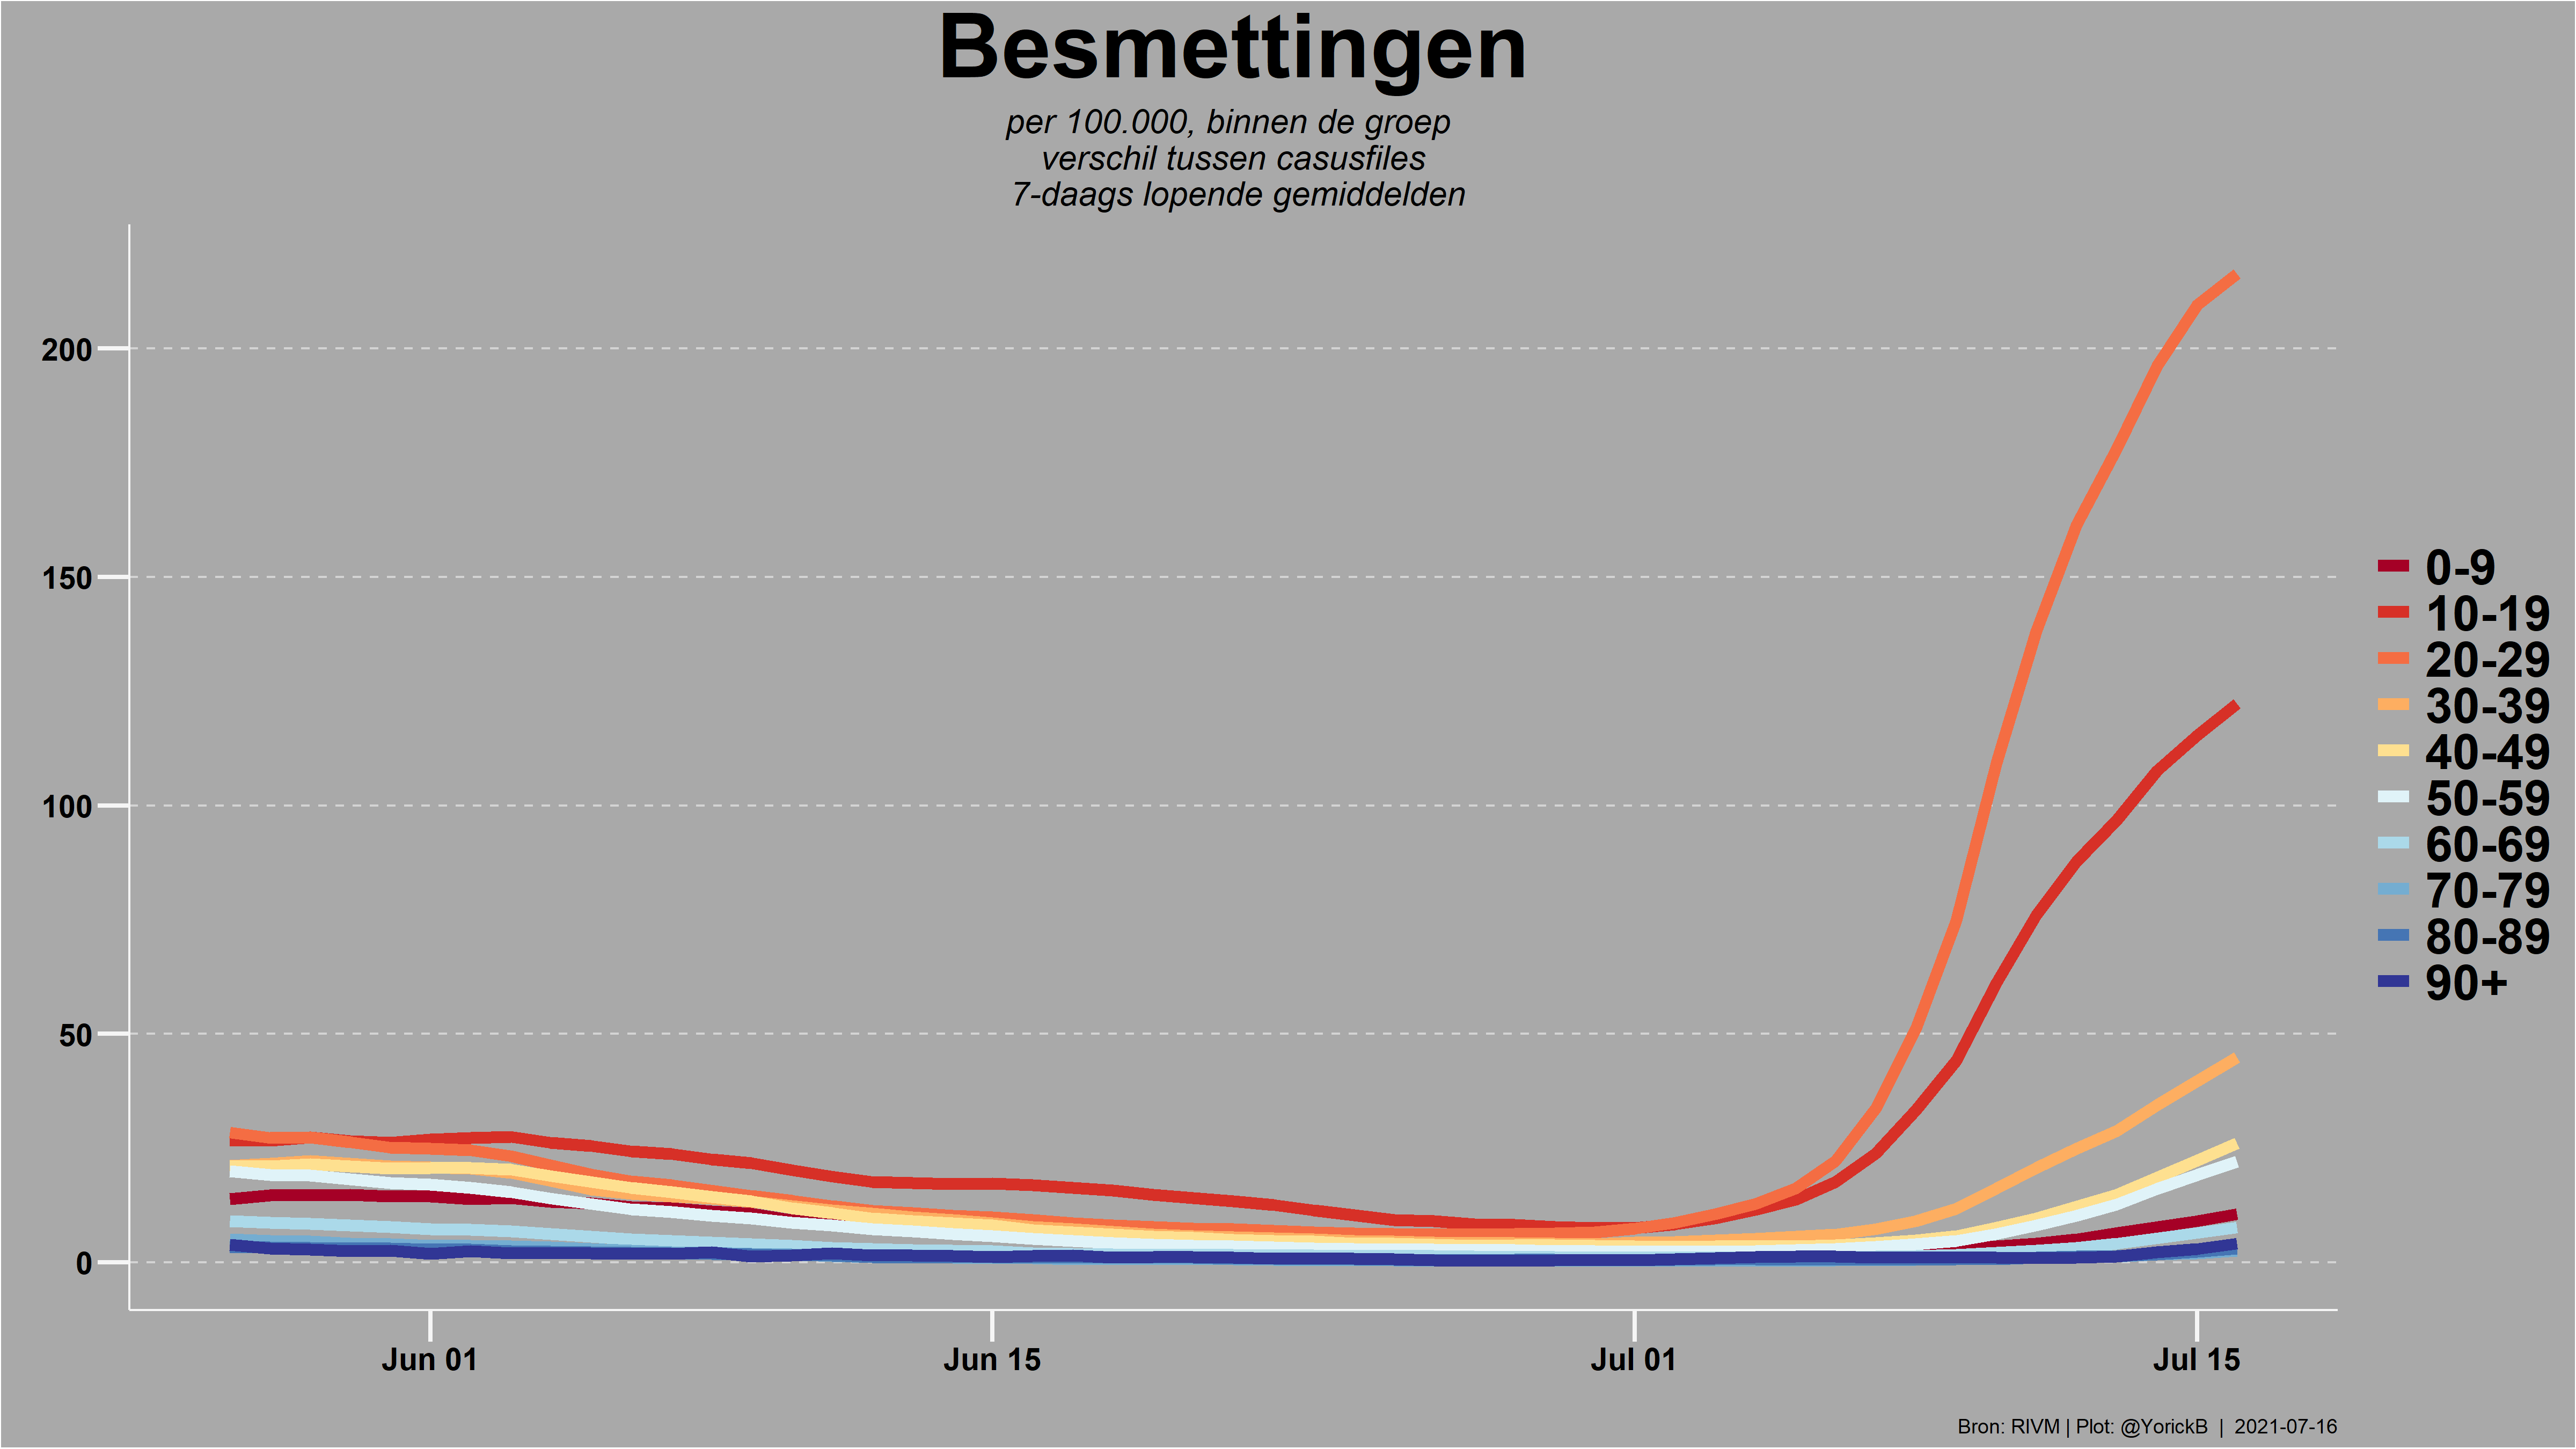 Besmettingen
per 100.000, binnen de groep
verschil tussen casusfiles
7-daags lopende gemiddelden
200
150
100
50
0
Jun 01
Jun 15
Jul 01
Jul 15
0-9
10-19
20-29
30-39
40-49
50-59
60-69
70-79
80-89
90+
Bron: RIVM | Plot: @YorickB | 2021-07-16